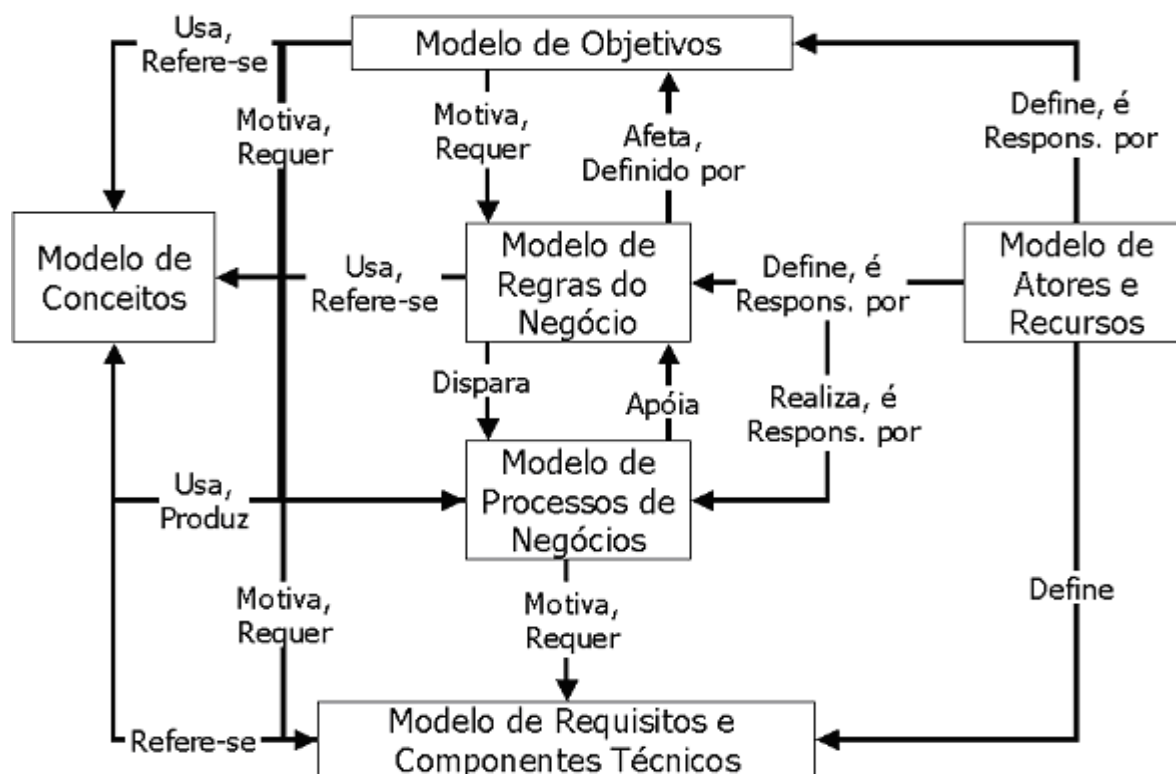 Modelo de Objetivos
Usa,
Refere-se
Motiva,
Requer
Motiva,
Requer
Afeta,
Definido por
Define, é
Respons. por
Modelo de
Conceitos
Usa,
Refere-se
Modelo de
Regras do
Negócio
Define, é
Respons. por
Modelo de
Atores e
Recursos
Dispara
Apóia
Realiza, é
Respons. por
Usa,
Produz
Modelo de
Processos de
Negócios
Motiva,
Requer
Motiva,
Requer
Define
Refere-se
Modelo de Requisitos e
Componentes Técnicos